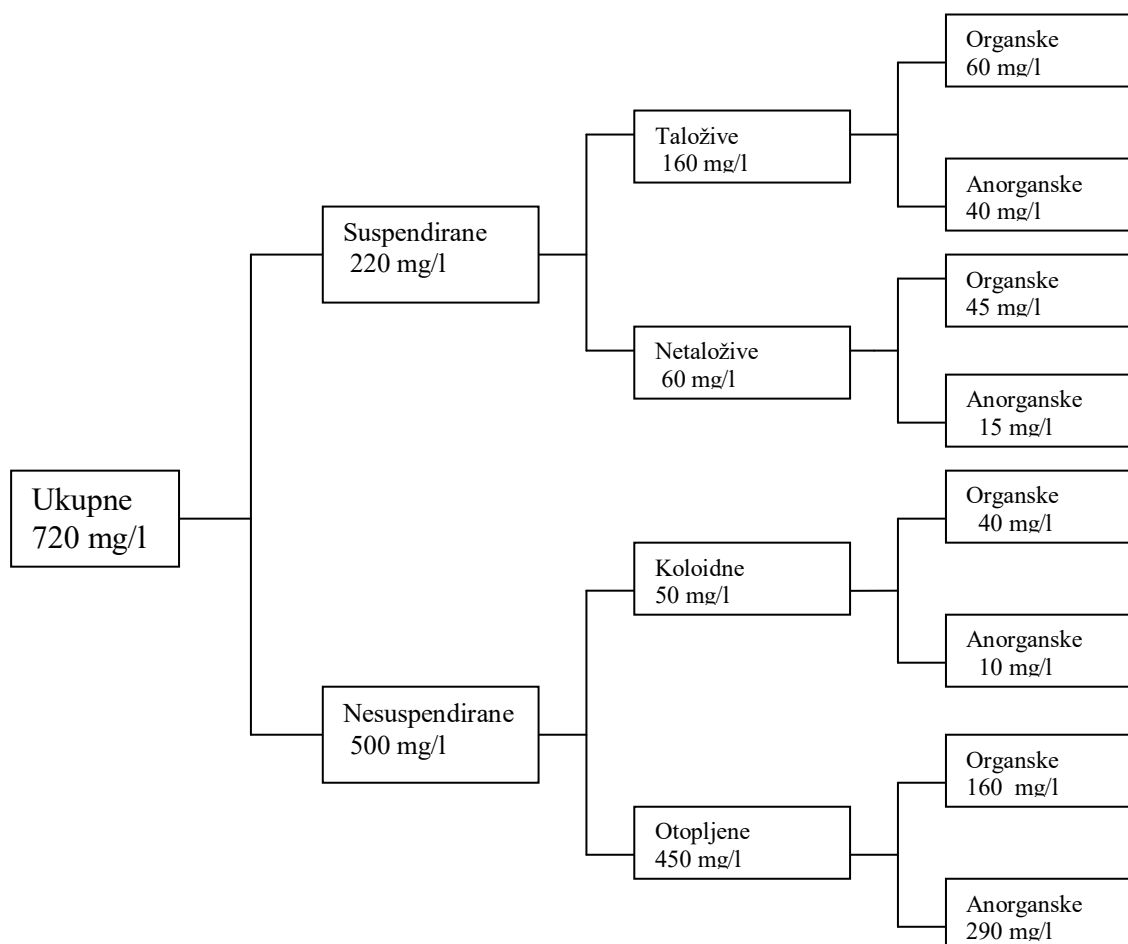 Ukupne
720 mg/l
Suspendirane
220 mg/l
Nesuspendirane
500 mg/l
Taložive
160 mg/l
Netaložive
60 mg/l
Koloidne
50 mg/l
Otopljene
450 mg/l
Organske
60 mg/l
Anorganske
40 mg/l
Organske
45 mg/l
Anorganske
15 mg/l
Organske
40 mg/l
Anorganske
10 mg/l
Organske
160 mg/l
Anorganske
290 mg/l